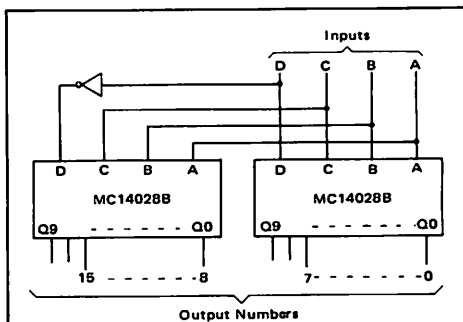 Inputs
D C B A
D C B A D C B A
MC14028B MC14028B
Q9 - - - - - - Q0 Q9 - - - - - - Q0
15 - - - - - - - - 8 7 - - - - - - - - 0
Output Numbers